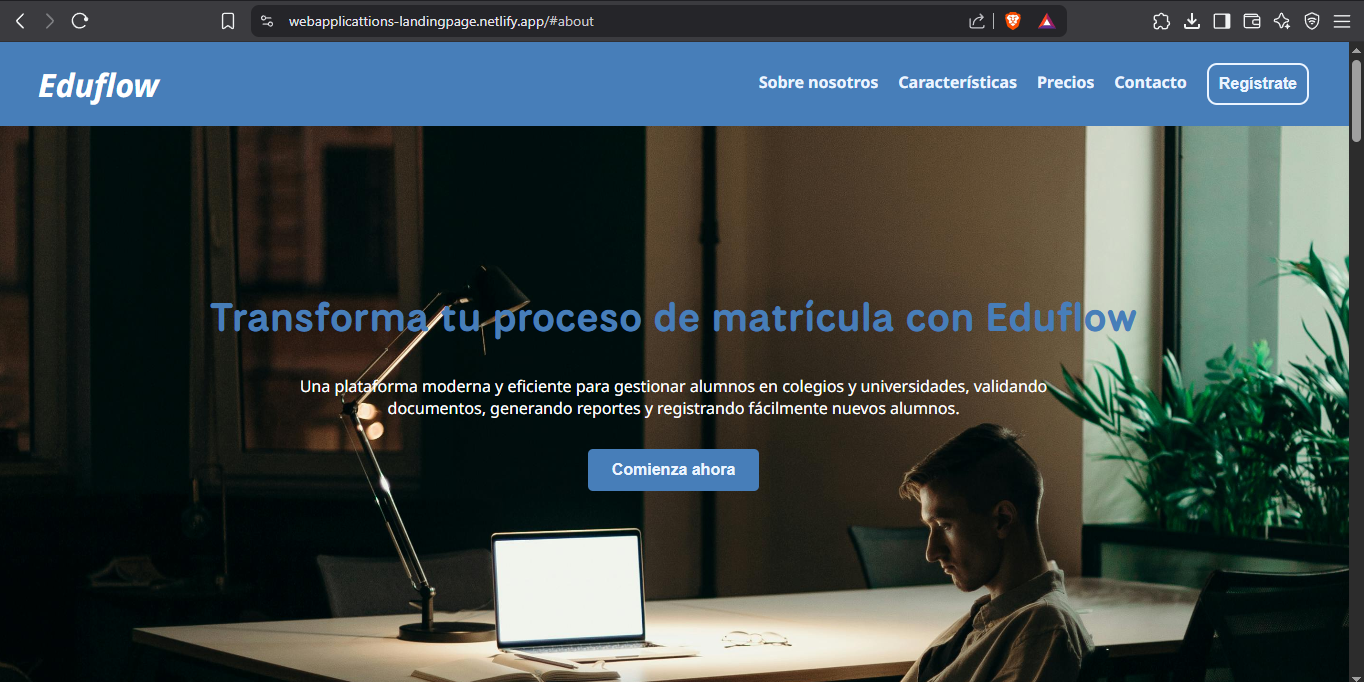 webapplicattions-landingpage.netlify.app/#about
Eduflow
Sobre nosotros
Características
Precios
Contacto
Regístrate
Transforma tu proceso de matrícula con Eduflow
Una plataforma moderna y eficiente para gestionar alumnos en colegios y universidades, validando
documentos, generando reportes y registrando fácilmente nuevos alumnos.
Comienza ahora